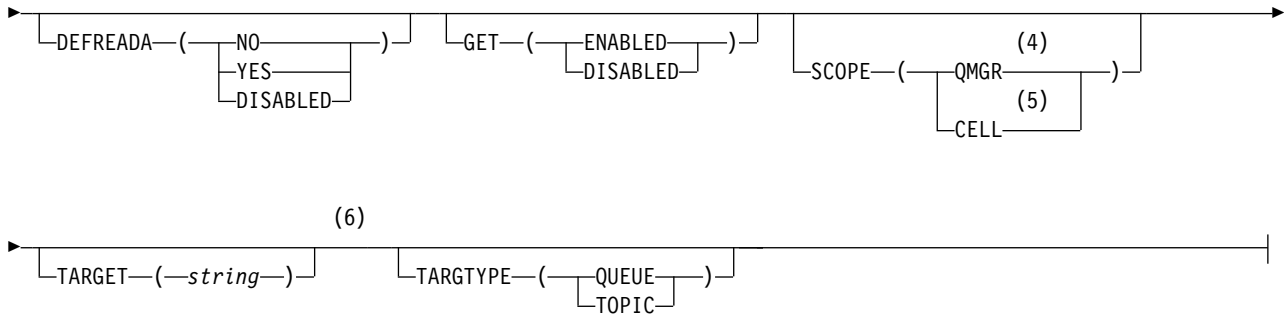 DEFREADA ( NO ) GET ( ENABLED ) (4)
YES DISABLED SCOPE ( QMGR )
DISABLED (5)
CELL
(6)
TARGET ( string ) TARGTYPE ( QUEUE )
TOPIC